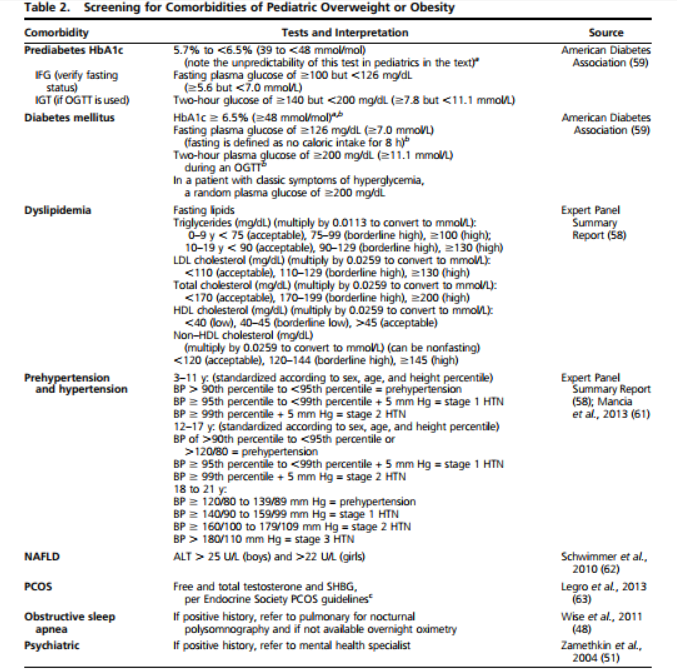 Table 2. Screening for Comorbidities of Pediatric Overweight or Obesity
Comorbidity Tests and Interpretation Source
Prediabetes HbA1c 5.7% to <6.5% (39 to <48 mmol/mol) American Diabetes
(note the unpredictability of this test in pediatrics in the text)ᵃ Association (59)
IFG (verify fasting Fasting plasma glucose of ≥100 but <126 mg/dL
status) (≥5.6 but <7.0 mmol/L)
IGT (if OGTT is used) Two-hour glucose of ≥140 but <200 mg/dL (≥7.8 but <11.1 mmol/L)
Diabetes mellitus HbA1c ≥ 6.5% (≥48 mmol/mol)ᵃ,ᵇ American Diabetes
Fasting plasma glucose of ≥126 mg/dL (≥7.0 mmol/L) Association (59)
(fasting is defined as no caloric intake for 8 h)ᵇ
Two-hour plasma glucose of ≥200 mg/dL (≥11.1 mmol/L)
during an OGTTᵇ
In a patient with classic symptoms of hyperglycemia,
a random plasma glucose of ≥200 mg/dL
Dyslipidemia Fasting lipids Expert Panel
Triglycerides (mg/dL) (multiply by 0.0113 to convert to mmol/L): Summary
0–9 y < 75 (acceptable), 75–99 (borderline high), ≥100 (high); Report (58)
10–19 y < 90 (acceptable), 90–129 (borderline high), ≥130 (high)
LDL cholesterol (mg/dL) (multiply by 0.0259 to convert to mmol/L):
<110 (acceptable), 110–129 (borderline high), ≥130 (high)
Total cholesterol (mg/dL) (multiply by 0.0259 to convert to mmol/L):
<170 (acceptable), 170–199 (borderline high), ≥200 (high)
HDL cholesterol (mg/dL) (multiply by 0.0259 to convert to mmol/L):
<40 (low), 40–45 (borderline low), >45 (acceptable)
Non–HDL cholesterol (mg/dL)
(multiply by 0.0259 to convert to mmol/L) (can be nonfasting)
<120 (acceptable), 120–144 (borderline high), ≥145 (high)
Prehypertension 3–11 y: (standardized according to sex, age, and height percentile) Expert Panel
and hypertension BP > 90th percentile to <95th percentile = prehypertension Summary Report
BP ≥ 95th percentile to <99th percentile + 5 mm Hg = stage 1 HTN (58); Mancia
BP ≥ 99th percentile + 5 mm Hg = stage 2 HTN et al., 2013 (61)
12–17 y: (standardized according to sex, age, and height percentile)
BP of >90th percentile to <95th percentile or
>120/80 = prehypertension
BP ≥ 95th percentile to <99th percentile + 5 mm Hg = stage 1 HTN
BP ≥ 99th percentile + 5 mm Hg = stage 2 HTN
18 to 21 y:
BP ≥ 120/80 to 139/89 mm Hg = prehypertension
BP ≥ 140/90 to 159/99 mm Hg = stage 1 HTN
BP ≥ 160/100 to 179/109 mm Hg = stage 2 HTN
BP > 180/110 mm Hg = stage 3 HTN
NAFLD ALT > 25 U/L (boys) and >22 U/L (girls) Schwimmer et al.,
2010 (62)
PCOS Free and total testosterone and SHBG, Legro et al., 2013
per Endocrine Society PCOS guidelinesᶜ (63)
Obstructive sleep If positive history, refer to pulmonary for nocturnal Wise et al., 2011
apnea polysomnography and if not available overnight oximetry (48)
Psychiatric If positive history, refer to mental health specialist Zamethkin et al.,
2004 (51)